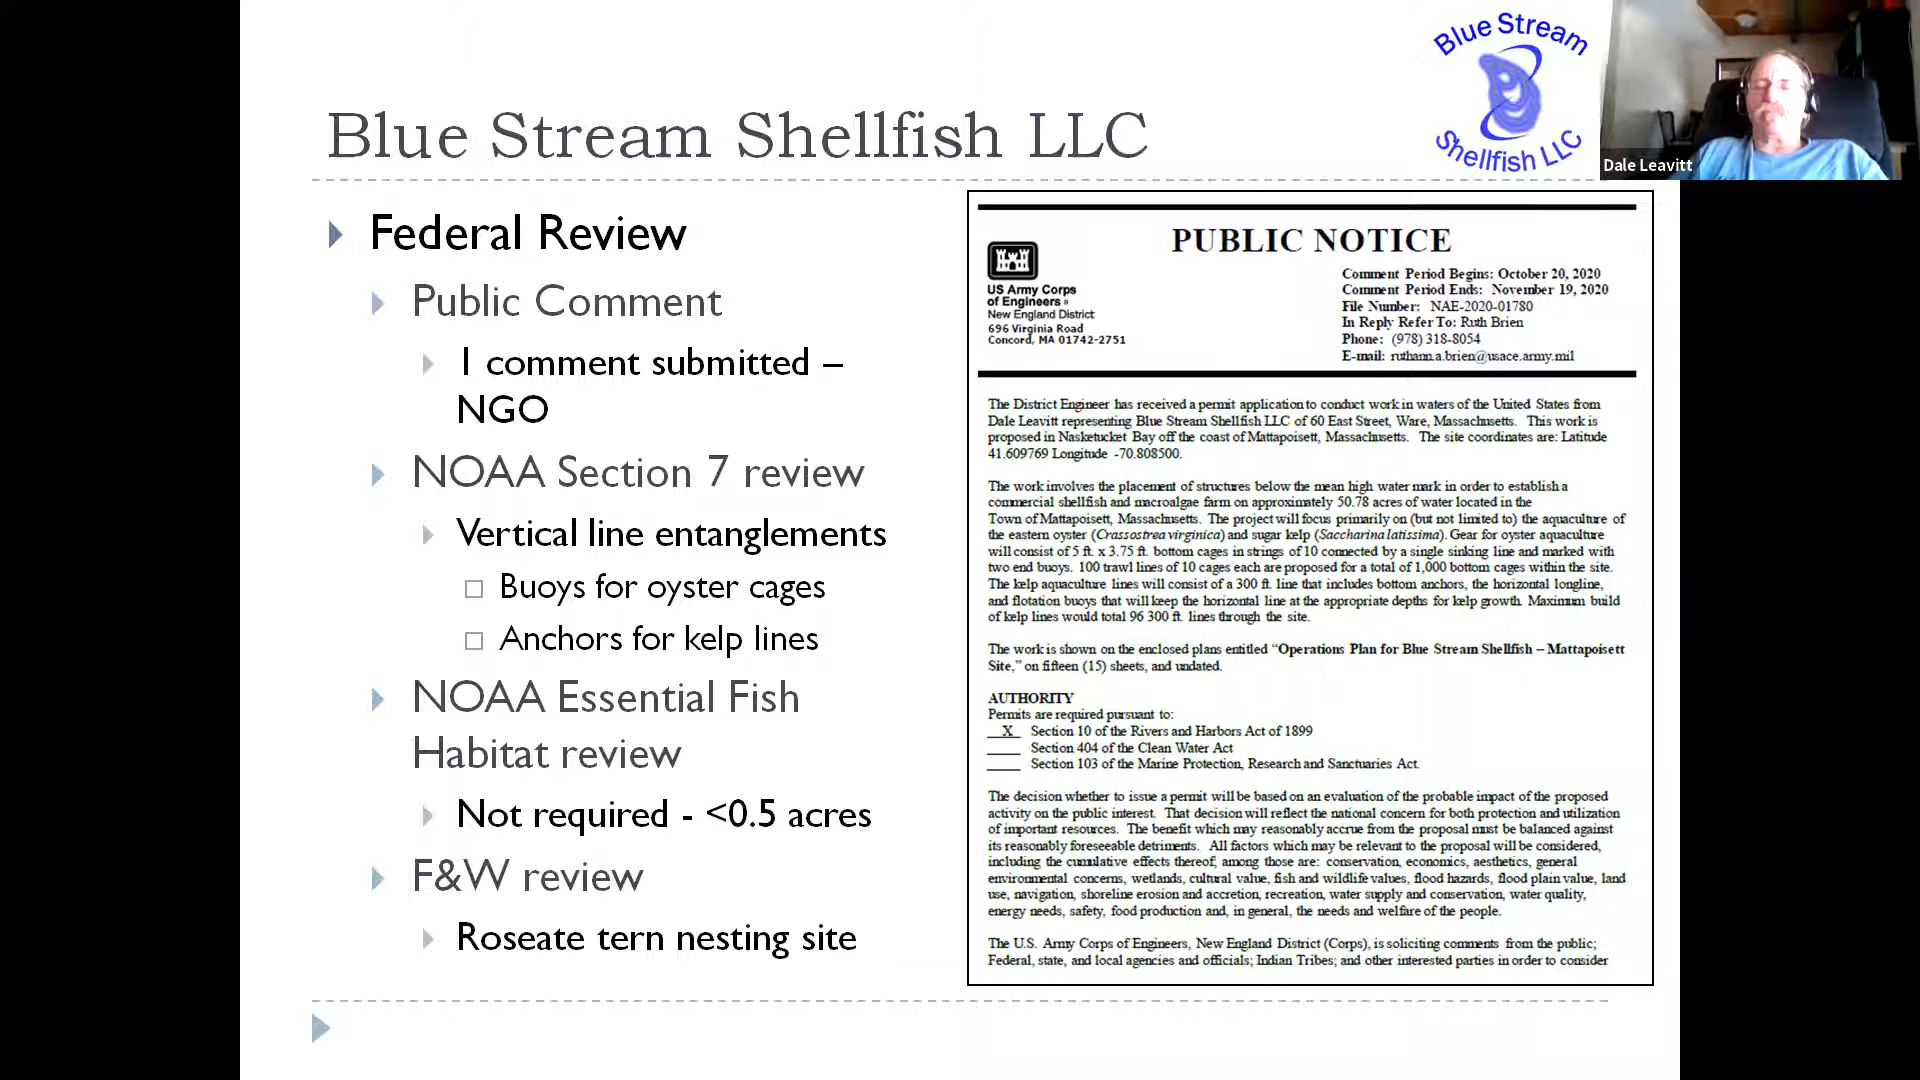 Blue Stream
Shellfish LLC
Dale Leavitt
Blue Stream Shellfish LLC
Federal Review
Public Comment
1 comment submitted –
NGO
NOAA Section 7 review
Vertical line entanglements
Buoys for oyster cages
Anchors for kelp lines
NOAA Essential Fish
Habitat review
Not required - <0.5 acres
F&W review
Roseate tern nesting site
PUBLIC NOTICE
US Army Corps
of Engineers ®
New England District
696 Virginia Road
Concord, MA 01742-2751
Comment Period Begins: October 20, 2020
Comment Period Ends: November 19, 2020
File Number: NAE-2020-01780
In Reply Refer To: Ruth Brien
Phone: (978) 318-8054
E-mail: ruthann.a.brien@usace.army.mil
The District Engineer has received a permit application to conduct work in waters of the United States from
Dale Leavitt representing Blue Stream Shellfish LLC of 60 East Street, Ware, Massachusetts. This work is
proposed in Nasketucket Bay off the coast of Mattapoisett, Massachusetts. The site coordinates are: Latitude
41.609769 Longitude -70.808500.
The work involves the placement of structures below the mean high water mark in order to establish a
commercial shellfish and macroalgae farm on approximately 50.78 acres of water located in the
Town of Mattapoisett, Massachusetts. The project will focus primarily on (but not limited to) the aquaculture of
the eastern oyster (Crassostrea virginica) and sugar kelp (Saccharina latissima). Gear for oyster aquaculture
will consist of 5 ft. x 3.75 ft. bottom cages in strings of 10 connected by a single sinking line and marked with
two end buoys. 100 trawl lines of 10 cages each are proposed for a total of 1,000 bottom cages within the site.
The kelp aquaculture lines will consist of a 300 ft. line that includes bottom anchors, the horizontal longline,
and flotation buoys that will keep the horizontal line at the appropriate depths for kelp growth. Maximum build
of kelp lines would total 96 300 ft. lines through the site.
The work is shown on the enclosed plans entitled “Operations Plan for Blue Stream Shellfish – Mattapoisett
Site,” on fifteen (15) sheets, and undated.
AUTHORITY
Permits are required pursuant to:
X Section 10 of the Rivers and Harbors Act of 1899
Section 404 of the Clean Water Act
Section 103 of the Marine Protection, Research and Sanctuaries Act.
The decision whether to issue a permit will be based on an evaluation of the probable impact of the proposed
activity on the public interest. That decision will reflect the national concern for both protection and utilization
of important resources. The benefit which may reasonably accrue from the proposal must be balanced against
its reasonably foreseeable detriments. All factors which may be relevant to the proposal will be considered,
including the cumulative effects thereof; among those are: conservation, economics, aesthetics, general
environmental concerns, wetlands, cultural value, fish and wildlife values, flood hazards, flood plain value, land
use, navigation, shoreline erosion and accretion, recreation, water supply and conservation, water quality,
energy needs, safety, food production and, in general, the needs and welfare of the people.
The U.S. Army Corps of Engineers, New England District (Corps), is soliciting comments from the public;
Federal, state, and local agencies and officials; Indian Tribes; and other interested parties in order to consider